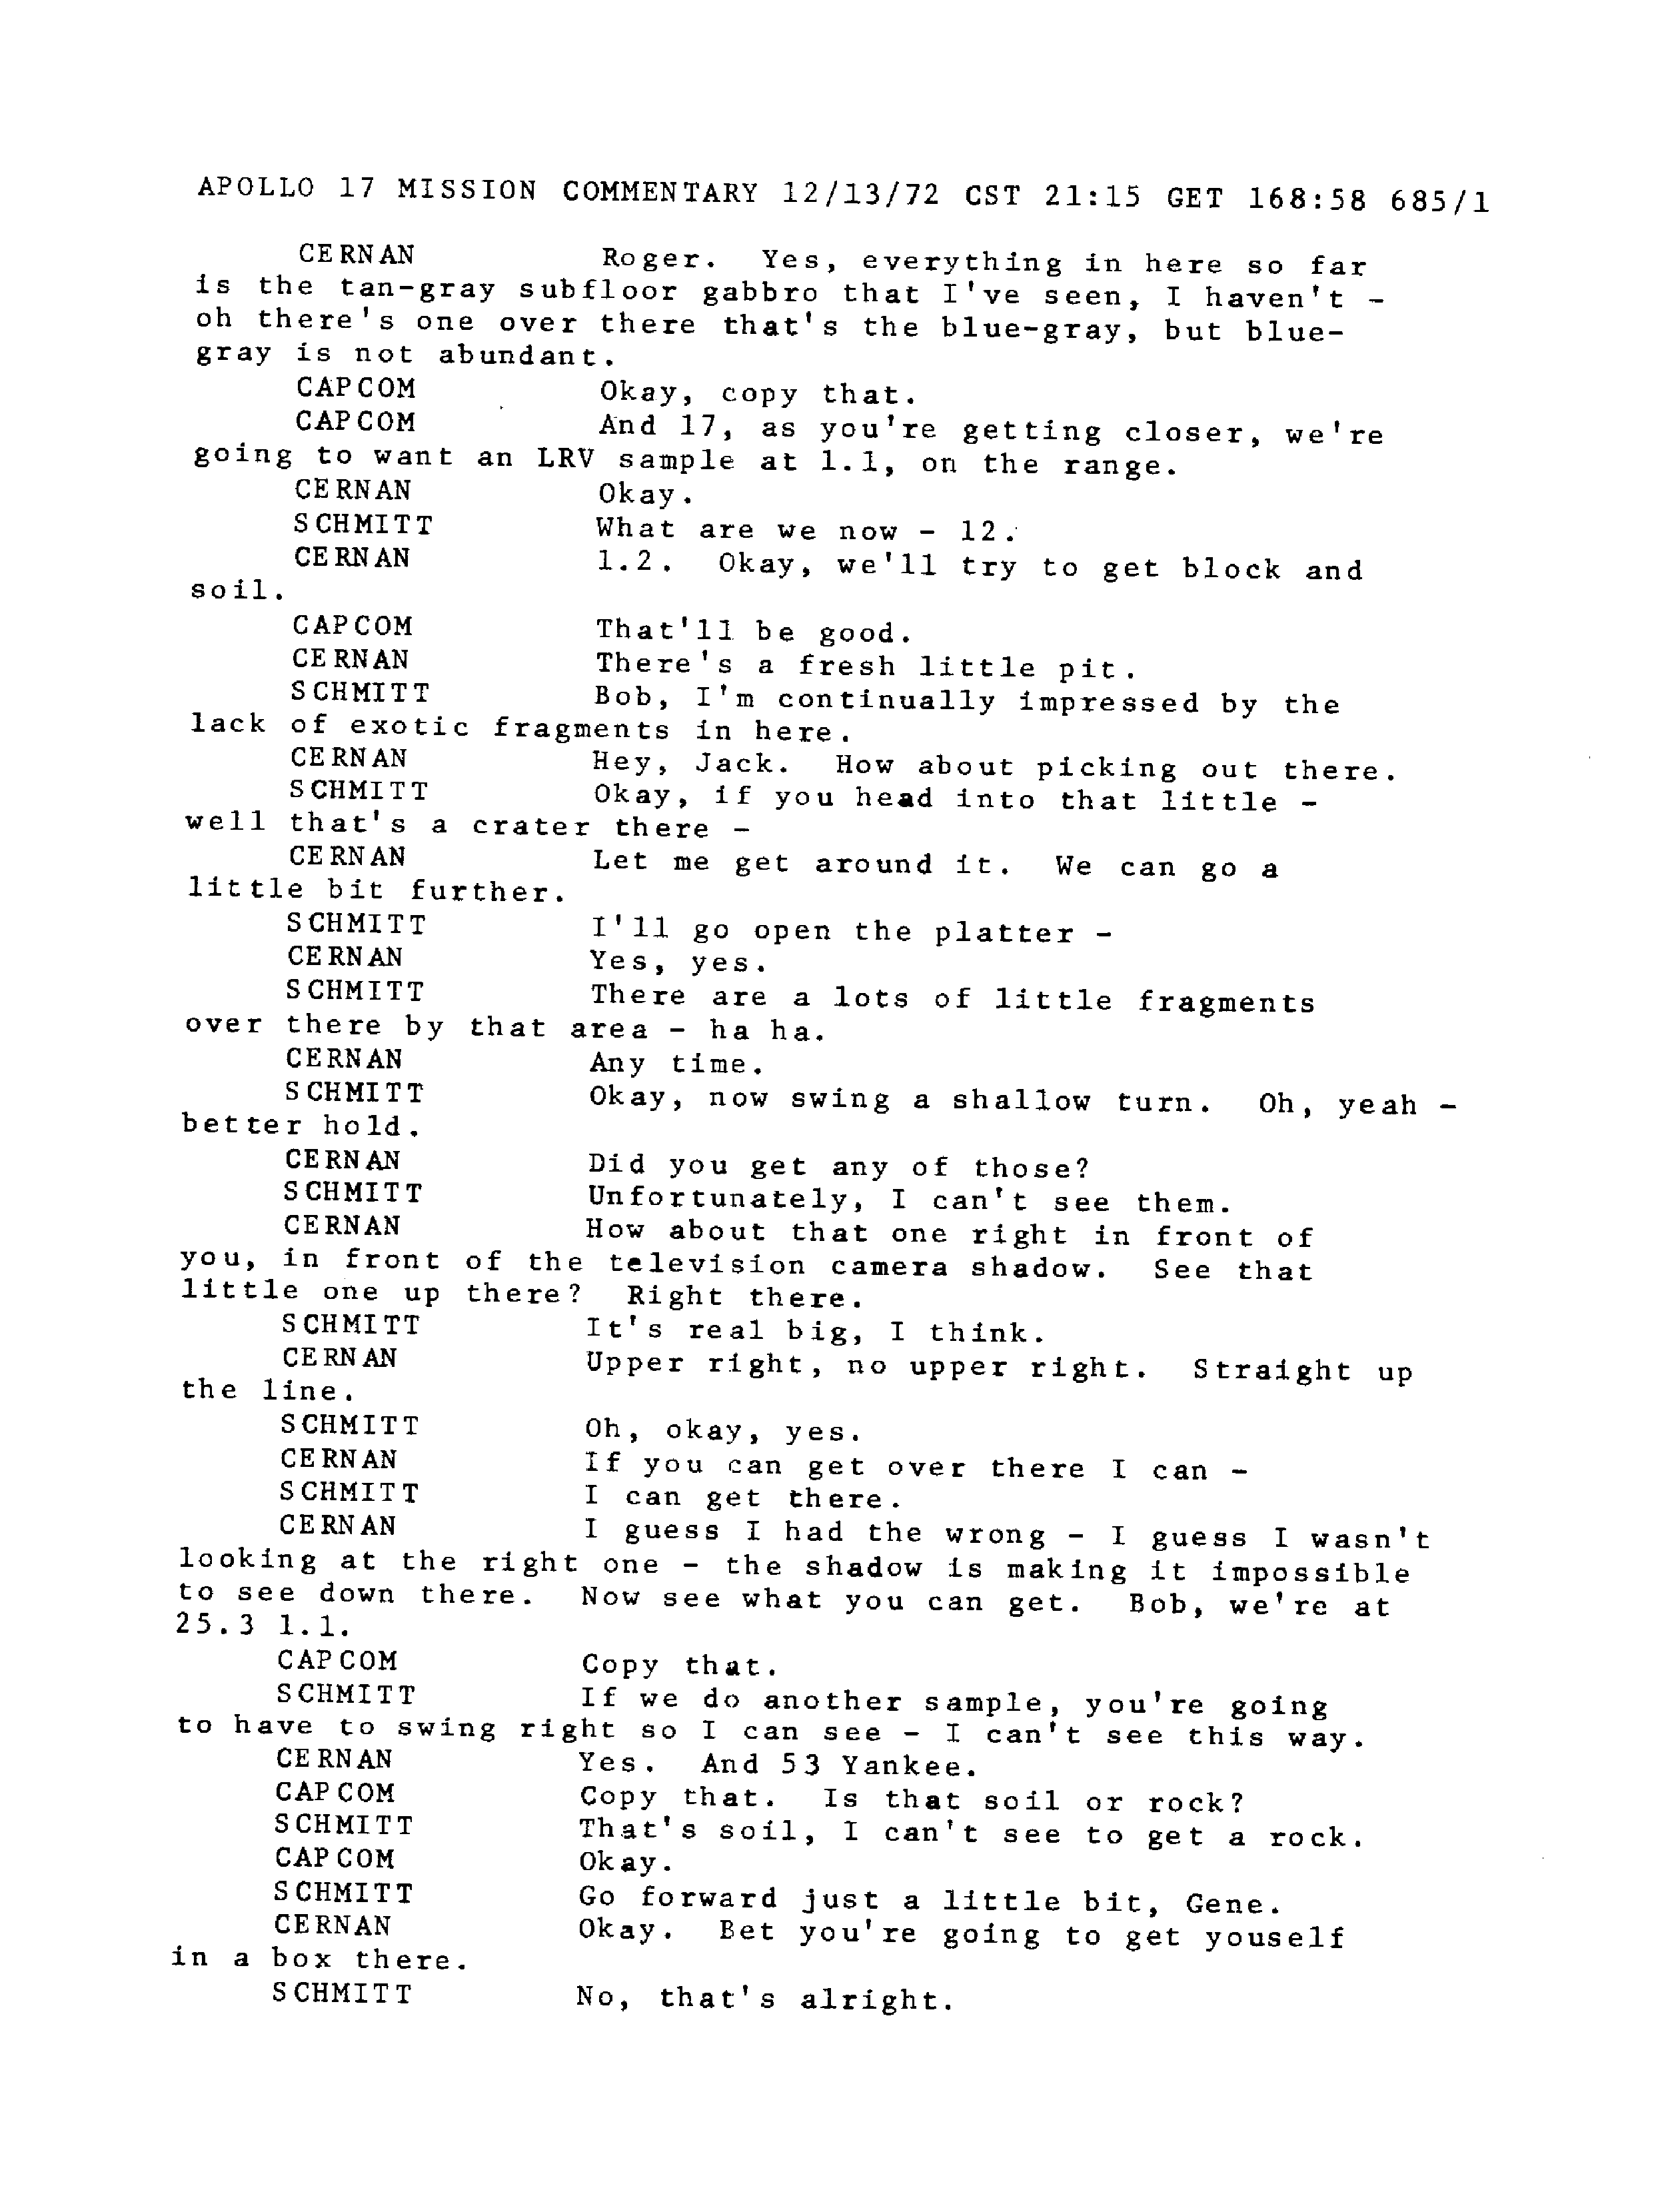 APOLLO 17 MISSION COMMENTARY 12/13/72 CST 21:15 GET 168:58 685/1
CERNAN Roger. Yes, everything in here so far
is the tan-gray subfloor gabbro that I've seen, I haven't -
oh there's one over there that's the blue-gray, but blue-
gray is not abundant.
CAPCOM Okay, copy that.
CAPCOM And 17, as you're getting closer, we're
going to want an LRV sample at 1.1, on the range.
CERNAN Okay.
SCHMITT What are we now - 12.
CERNAN 1.2. Okay, we'll try to get block and
soil.
CAPCOM That'll be good.
CERNAN There's a fresh little pit.
SCHMITT Bob, I'm continually impressed by the
lack of exotic fragments in here.
CERNAN Hey, Jack. How about picking out there.
SCHMITT Okay, if you head into that little -
well that's a crater there -
CERNAN Let me get around it. We can go a
little bit further.
SCHMITT I'll go open the platter -
CERNAN Yes, yes.
SCHMITT There are a lots of little fragments
over there by that area - ha ha.
CERNAN Any time.
SCHMITT Okay, now swing a shallow turn. Oh, yeah -
better hold.
CERNAN Did you get any of those?
SCHMITT Unfortunately, I can't see them.
CERNAN How about that one right in front of
you, in front of the television camera shadow. See that
little one up there? Right there.
SCHMITT It's real big, I think.
CERNAN Upper right, no upper right. Straight up
the line.
SCHMITT Oh, okay, yes.
CERNAN If you can get over there I can -
SCHMITT I can get there.
CERNAN I guess I had the wrong - I guess I wasn't
looking at the right one - the shadow is making it impossible
to see down there. Now see what you can get. Bob, we're at
25.3 1.1.
CAPCOM Copy that.
SCHMITT If we do another sample, you're going
to have to swing right so I can see - I can't see this way.
CERNAN Yes. And 53 Yankee.
CAPCOM Copy that. Is that soil or rock?
SCHMITT That's soil, I can't see to get a rock.
CAPCOM Okay.
SCHMITT Go forward just a little bit, Gene.
CERNAN Okay. Bet you're going to get youself
in a box there.
SCHMITT No, that's alright.